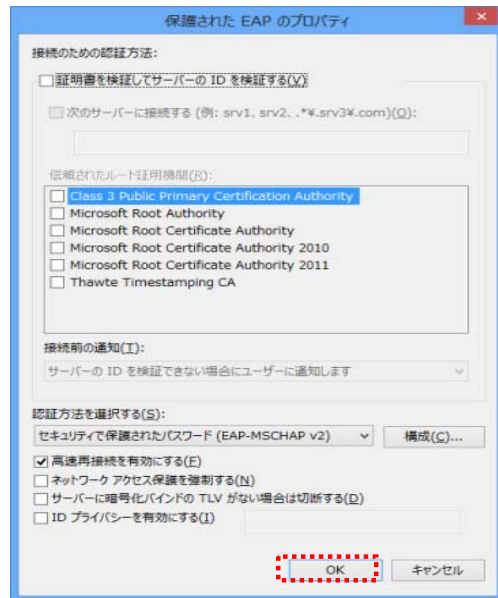 保護された EAP のプロパティ
接続のための認証方法:
証明書を検証してサーバーの ID を検証する(V)
次のサーバーに接続する (例: srv1、srv2、.*¥.srv3¥.com)(O):
信頼されたルート証明機関(R):
Class 3 Public Primary Certification Authority
Microsoft Root Authority
Microsoft Root Certificate Authority
Microsoft Root Certificate Authority 2010
Microsoft Root Certificate Authority 2011
Thawte Timestamping CA
接続前の通知(T):
サーバーの ID を検証できない場合にユーザーに通知します
認証方法を選択する(S):
セキュリティで保護されたパスワード (EAP-MSCHAP v2)
構成(C)...
高速再接続を有効にする(F)
ネットワーク アクセス保護を強制する(N)
サーバーに暗号化バインドの TLV がない場合は切断する(D)
ID プライバシーを有効にする(I)
OK
キャンセル